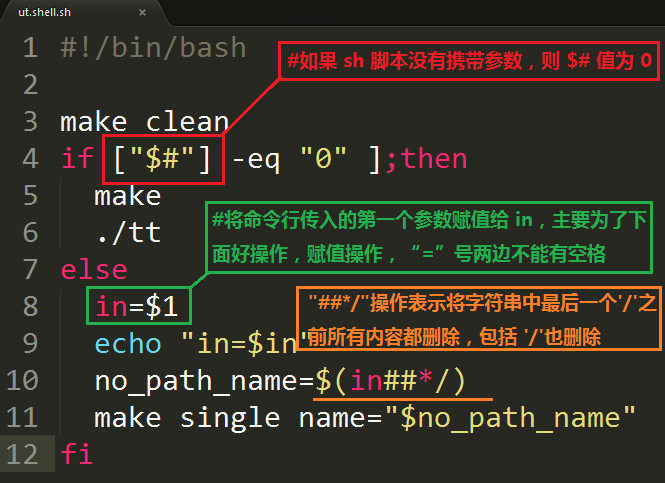 ut.shell.sh ×
1 #!/bin/bash
#如果 sh 脚本没有携带参数，则 $# 值为 0
2
3 make clean
4 if ["$#"] -eq "0" ];then
5 make
6 ./tt
#将命令行传入的第一个参数赋值给 in，主要为了下
面好操作，赋值操作，“=”号两边不能有空格
7 else
8 in=$1
"##*/"操作表示将字符串中最后一个'/'之
前所有内容都删除，包括 '/'也删除
9 echo "in=$in"
10 no_path_name=$(in##*/)
11 make single name="$no_path_name"
12 fi